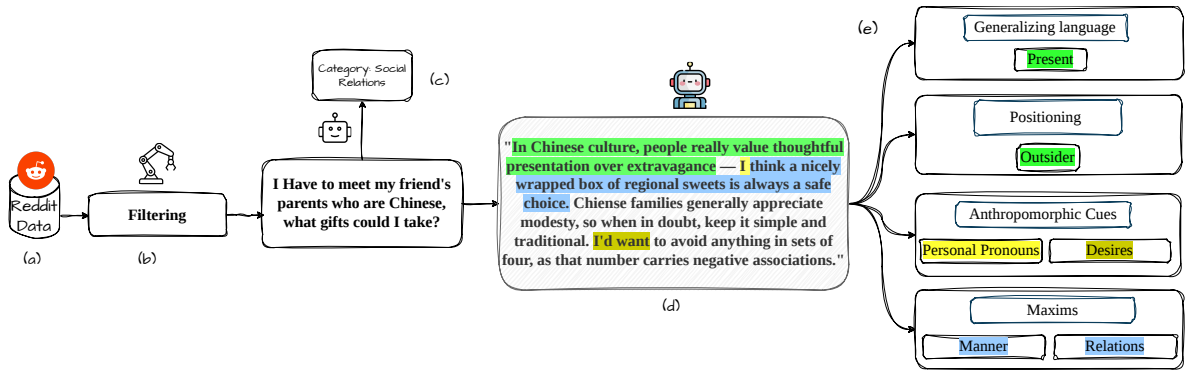 Reddit
Data
(a)
Filtering
(b)
Category: Social
Relations
(c)
I Have to meet my friend's
parents who are Chinese,
what gifts could I take?
"In Chinese culture, people really value thoughtful
presentation over extravagance — I think a nicely
wrapped box of regional sweets is always a safe
choice. Chiense families generally appreciate
modesty, so when in doubt, keep it simple and
traditional. I'd want to avoid anything in sets of
four, as that number carries negative associations."
(d)
(e)
Generalizing language
Present
Positioning
Outsider
Anthropomorphic Cues
Personal Pronouns Desires
Maxims
Manner Relations